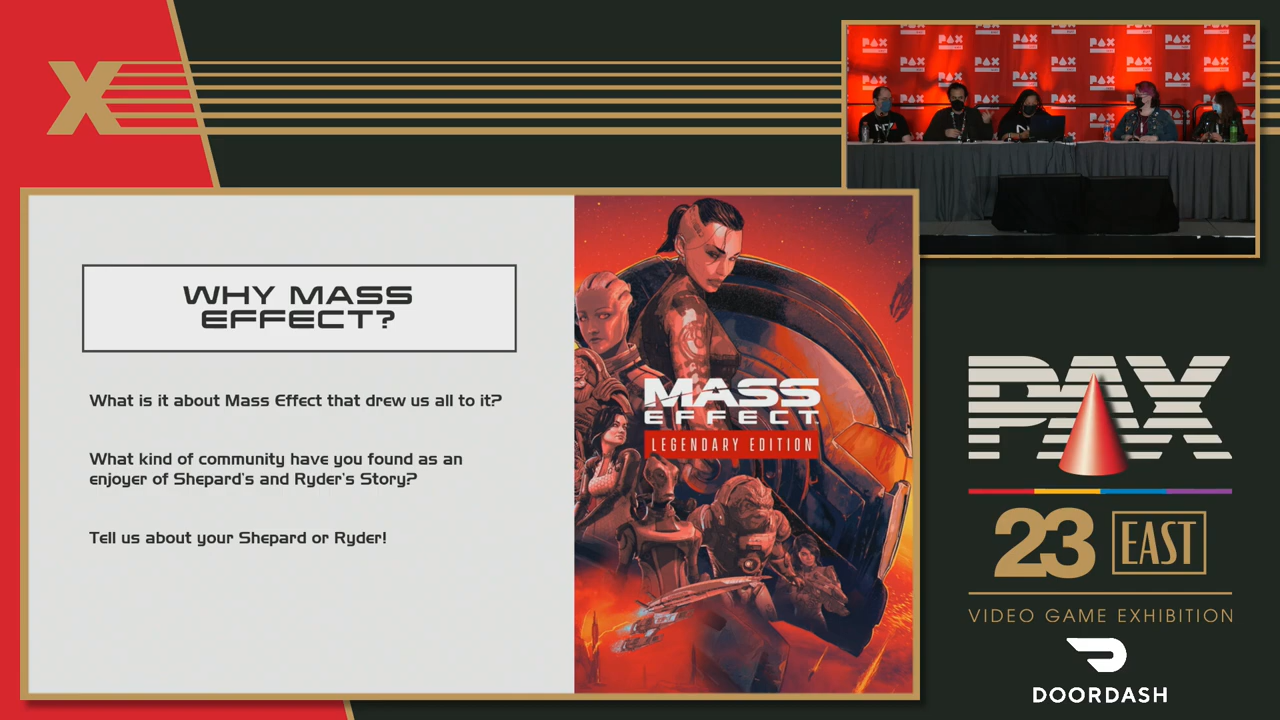 X
PAX
WHY MASS
EFFECT?
What is it about Mass Effect that drew us all to it?
What kind of community have you found as an
enjoyer of Shepard's and Ryder's Story?
Tell us about your Shepard or Ryder!
MASS
EFFECT
LEGENDARY EDITION
PAX
23 EAST
VIDEO GAME EXHIBITION
DOORDASH